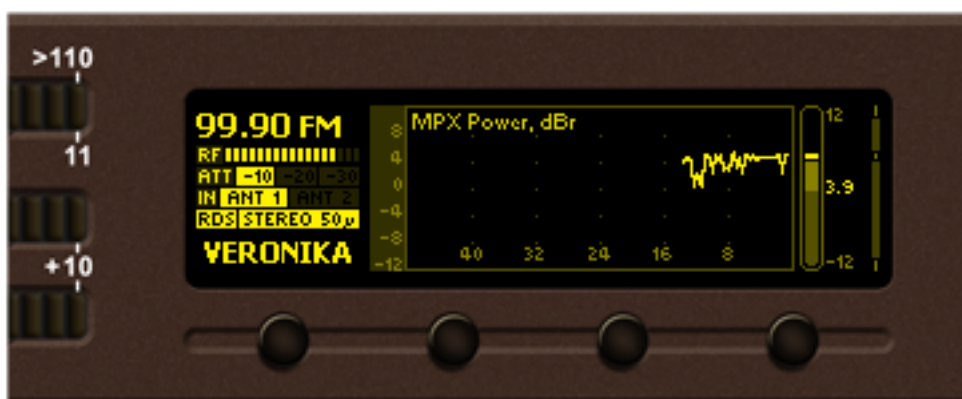 >110
11
+10
99.90 FM
RF
ATT -10 -20 -30
IN ANT 1 ANT 2
RDS STEREO 50µ
VERONIKA
MPX Power, dBr
8
4
0
-4
-8
-12
40 32 24 16 8
12
3.9
-12